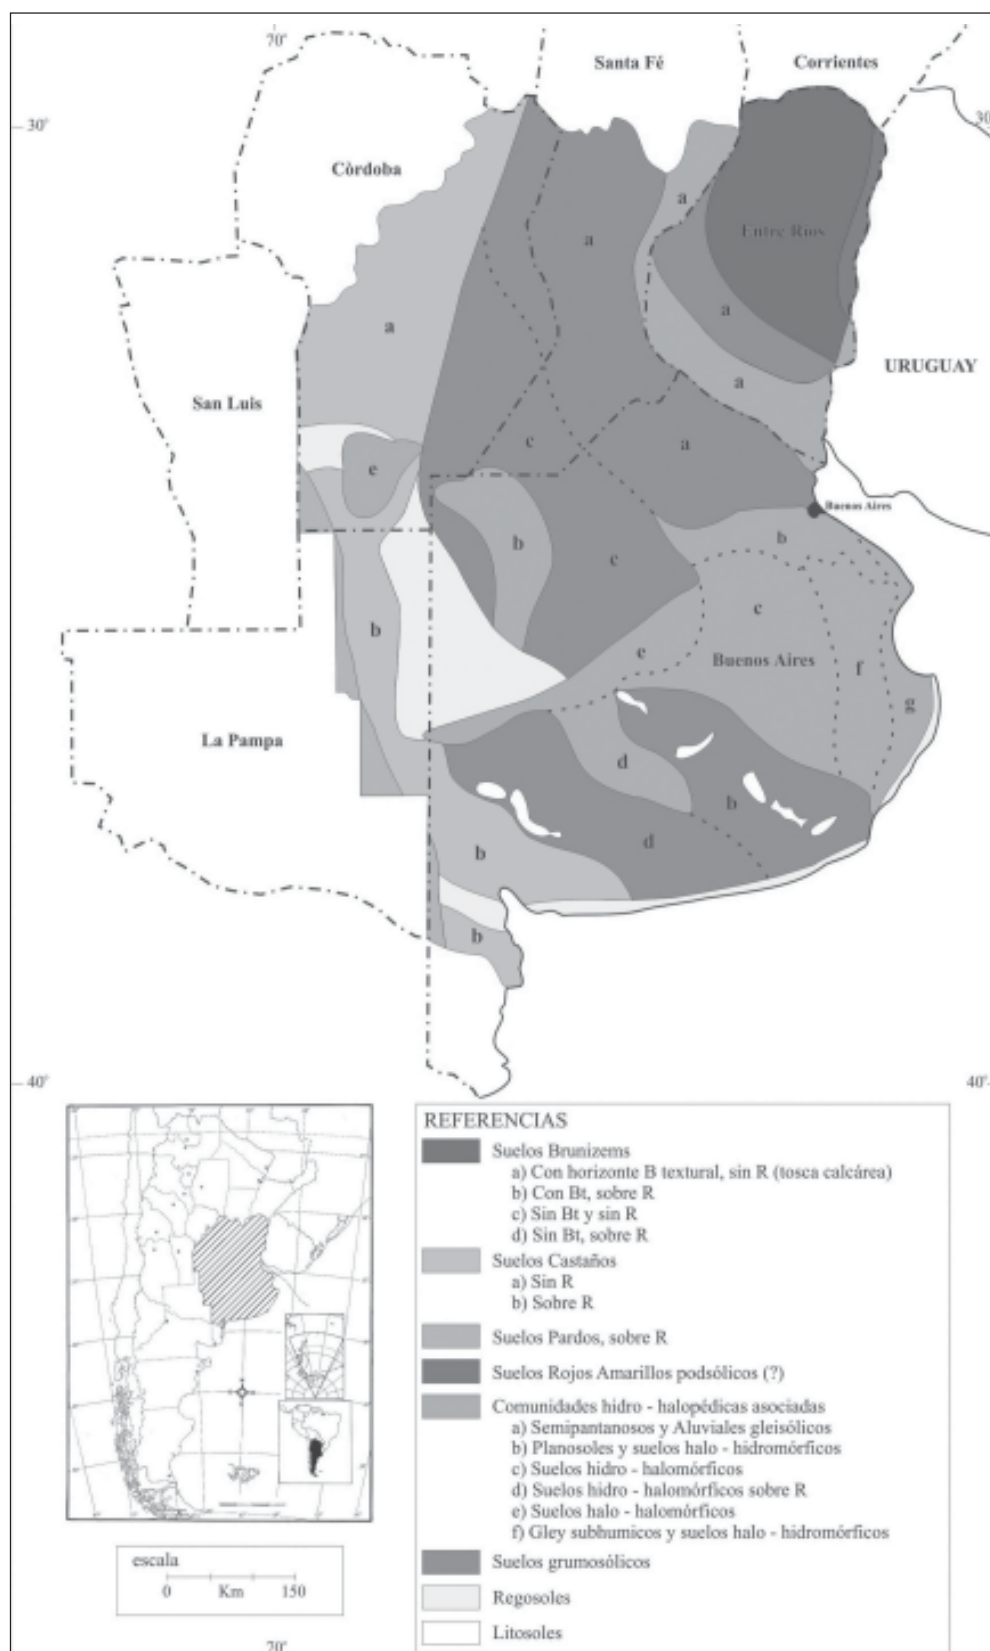 70°
Santa Fé
Corrientes
30°
30
Còrdoba
a
a
Entre Ríos
a
a
a
URUGUAY
San Luis
c
a
e
Buenos Aires
b
b
c
c
b
e
Buenos Aires
f
g
La Pampa
d
b
d
b
b
40°
40°
REFERENCIAS
Suelos Brunizems
a) Con horizonte B textural, sin R (tosca calcárea)
b) Con Bt, sobre R
c) Sin Bt y sin R
d) Sin Bt, sobre R
Suelos Castaños
a) Sin R
b) Sobre R
Suelos Pardos, sobre R
Suelos Rojos Amarillos podsólicos (?)
Comunidades hidro - halopédicas asociadas
a) Semipantanosos y Aluviales gleisólicos
b) Planosoles y suelos halo - hidromórficos
c) Suelos hidro - halomórficos
d) Suelos hidro - halomórficos sobre R
e) Suelos halo - halomórficos
f) Gley subhumicos y suelos halo - hidromórficos
Suelos grumosólicos
Regosoles
Litosoles
escala
0 Km 150
70°